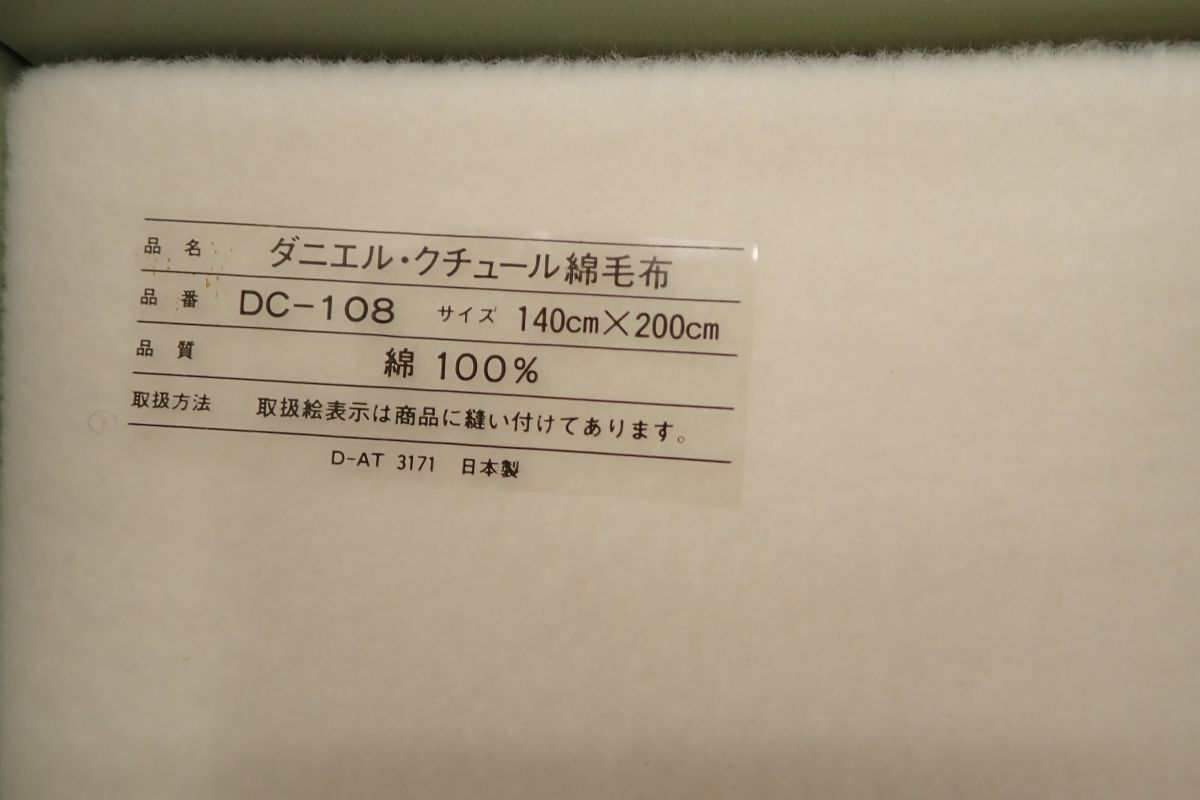 品名 ダニエル・クチュール綿毛布
品番 DC-108 サイズ 140cm×200cm
品質 綿 100%
取扱方法 取扱絵表示は商品に縫い付けてあります。
D-AT 3171 日本製